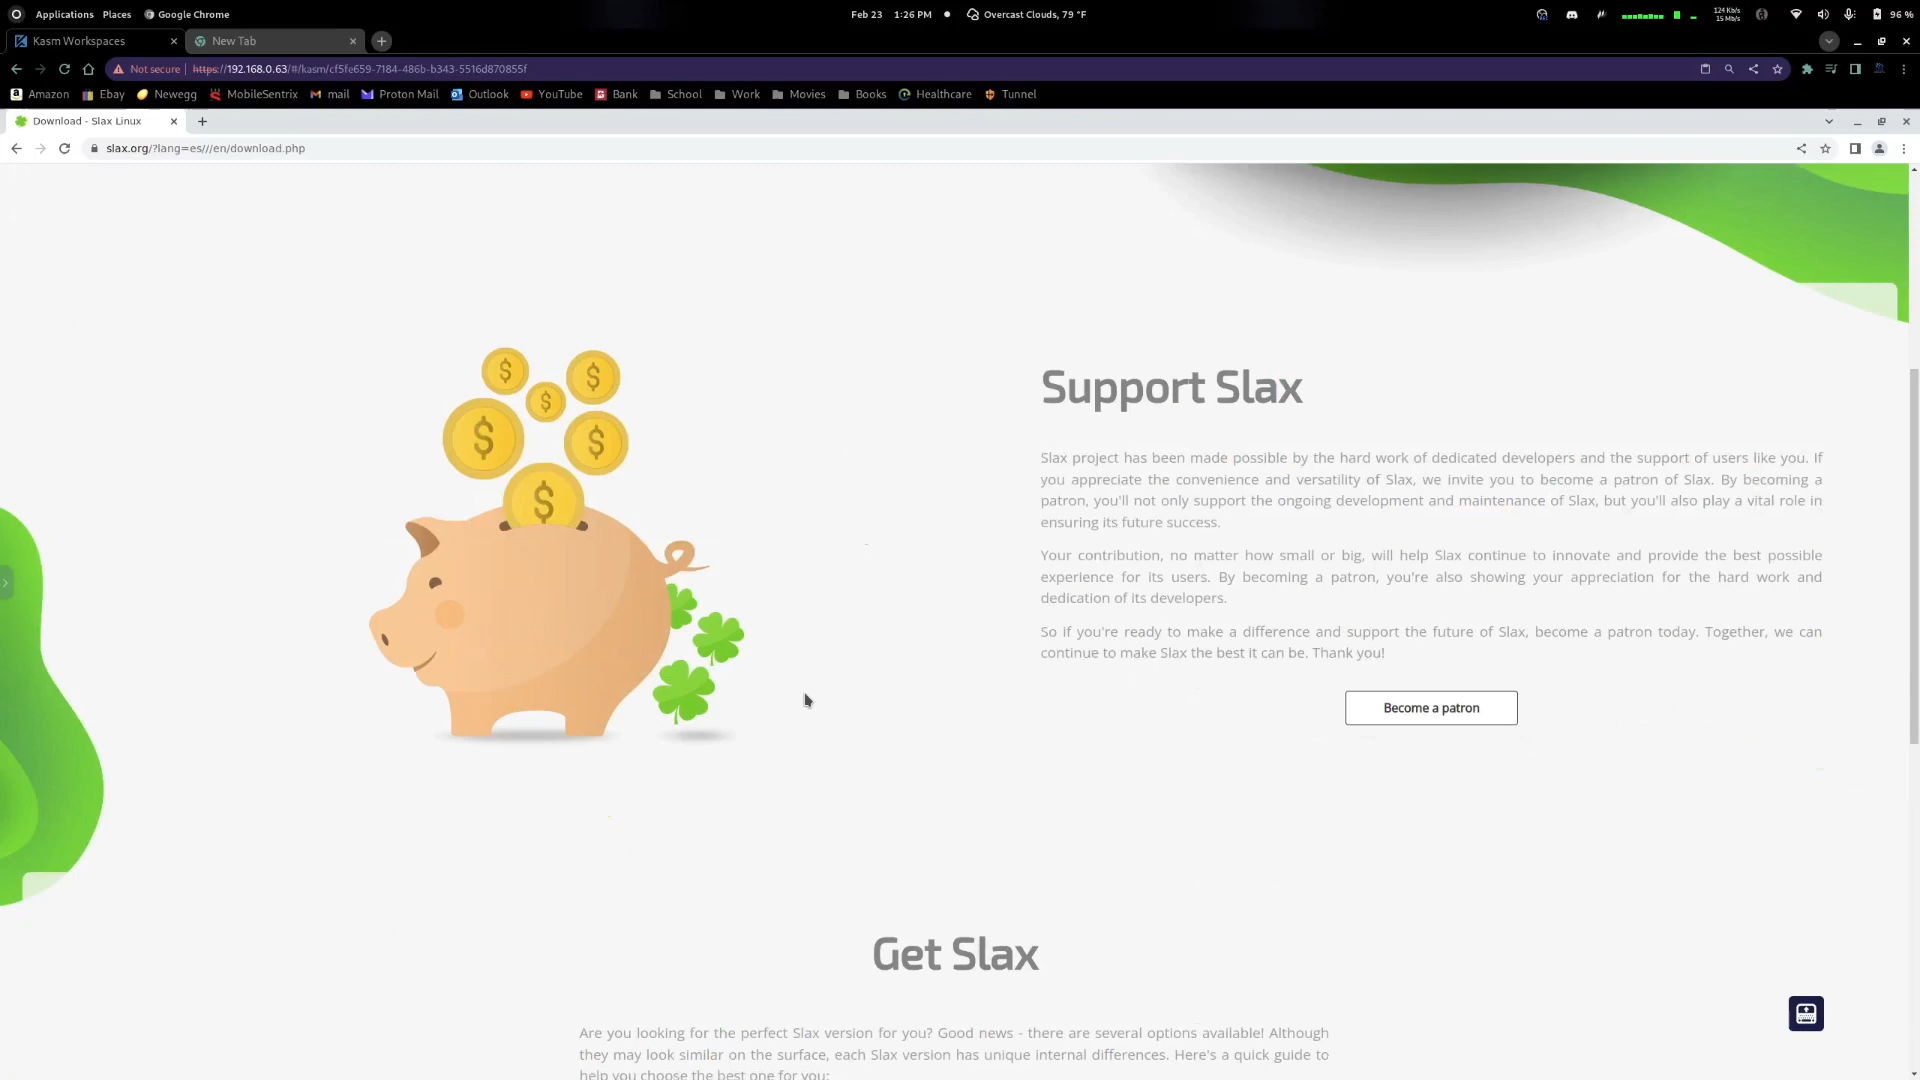 Applications Places Google Chrome Feb 23 1:26 PM Overcast Clouds, 79 °F 124 Kb/s 15 Mb/s 96 %
Kasm Workspaces New Tab
Not secure https://192.168.0.63/#/kasm/cf5fe659-7184-486b-b343-5516d870855f
Amazon Ebay Newegg MobileSentrix mail Proton Mail Outlook YouTube Bank School Work Movies Books Healthcare Tunnel
Download - Slax Linux
slax.org/?lang=es///en/download.php
Support Slax
Slax project has been made possible by the hard work of dedicated developers and the support of users like you. If
you appreciate the convenience and versatility of Slax, we invite you to become a patron of Slax. By becoming a
patron, you'll not only support the ongoing development and maintenance of Slax, but you'll also play a vital role in
ensuring its future success.
Your contribution, no matter how small or big, will help Slax continue to innovate and provide the best possible
experience for its users. By becoming a patron, you're also showing your appreciation for the hard work and
dedication of its developers.
So if you're ready to make a difference and support the future of Slax, become a patron today. Together, we can
continue to make Slax the best it can be. Thank you!
Become a patron
$
$
$
$
$
$
Get Slax
Are you looking for the perfect Slax version for you? Good news - there are several options available! Although
they may look similar on the surface, each Slax version has unique internal differences. Here's a quick guide to
help you choose the best one for you: